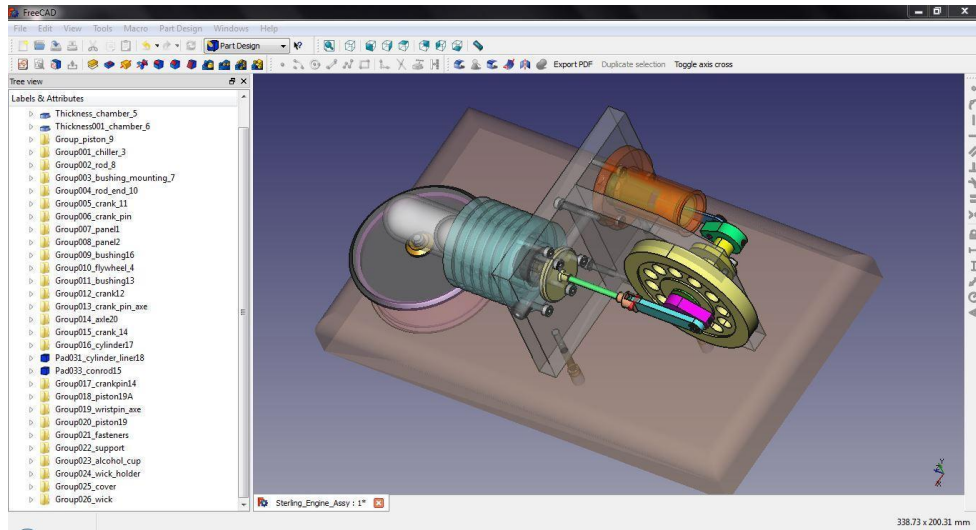 FreeCAD
File Edit View Tools Macro Part Design Windows Help
Part Design
Export PDF Duplicate selection Toggle axis cross
Tree view
Labels & Attributes
Thickness_chamber_5
Thickness001_chamber_6
Group_piston_9
Group001_chiller_3
Group002_rod_8
Group003_bushing_mounting_7
Group004_rod_end_10
Group005_crank_11
Group006_crank_pin
Group007_panel1
Group008_panel2
Group009_bushing16
Group010_flywheel_4
Group011_bushing13
Group012_crank12
Group013_crank_pin_axe
Group014_axle20
Group015_crank_14
Group016_cylinder17
Pad031_cylinder_liner18
Pad033_conrod15
Group017_crankpin14
Group018_piston19A
Group019_wristpin_axe
Group020_piston19
Group021_fasteners
Group022_support
Group023_alcohol_cup
Group024_wick_holder
Group025_cover
Group026_wick
Sterling_Engine_Assy : 1*
338.73 x 200.31 mm